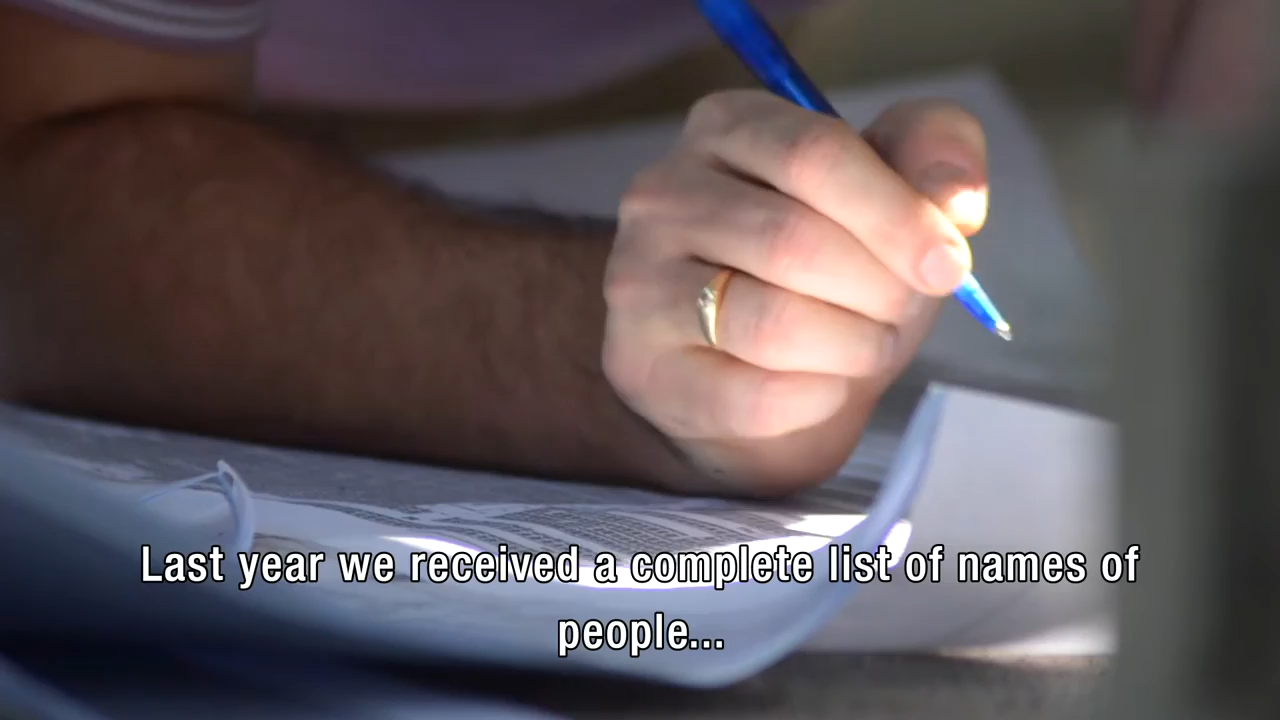 Last year we received a complete list of names of
people...